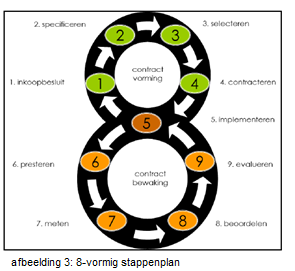 2. specificeren
3. selecteren
2
3
contract
vorming
1. inkoopbesluit
1
4
4. contracteren
5
5. implementeren
6. presteren
6
9
9. evalueren
contract
bewaking
7. meten
7
8
8. beoordelen
afbeelding 3: 8-vormig stappenplan